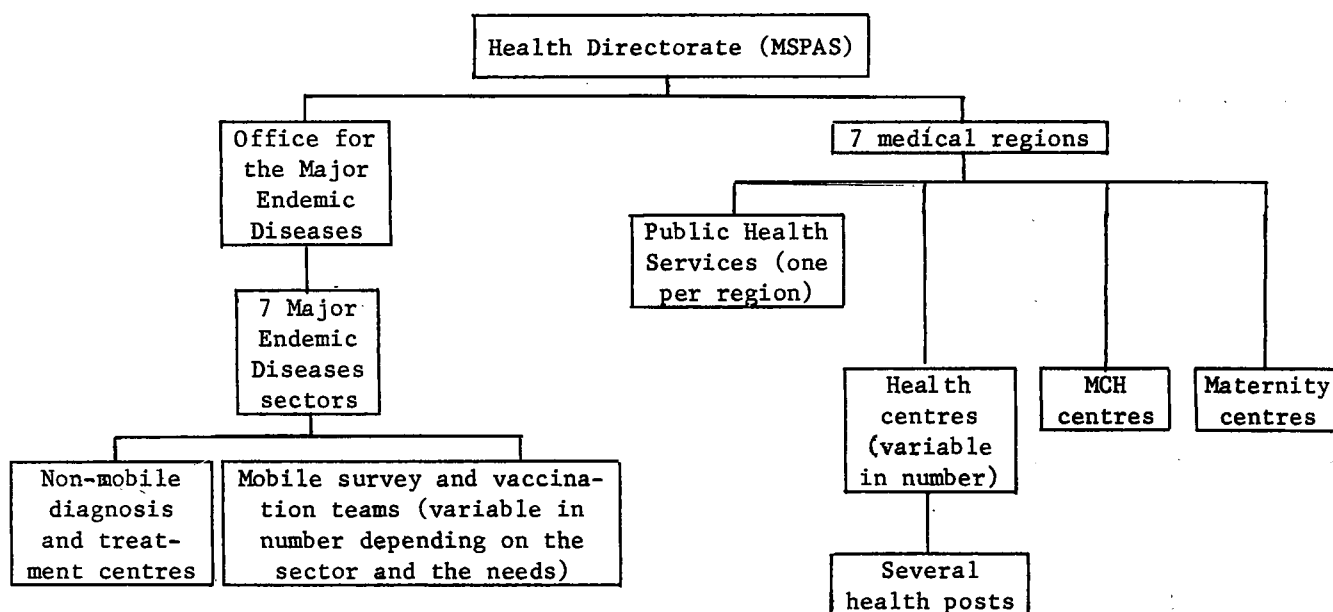 Health Directorate (MSPAS)
Office for
the Major
Endemic
Diseases
7 medical regions
Public Health
Services (one
per region)
7 Major
Endemic
Diseases
sectors
Health
centres
(variable
in number)
MCH
centres
Maternity
centres
Non-mobile
diagnosis
and treat-
ment centres
Mobile survey and vaccina-
tion teams (variable in
number depending on the
sector and the needs)
Several
health posts